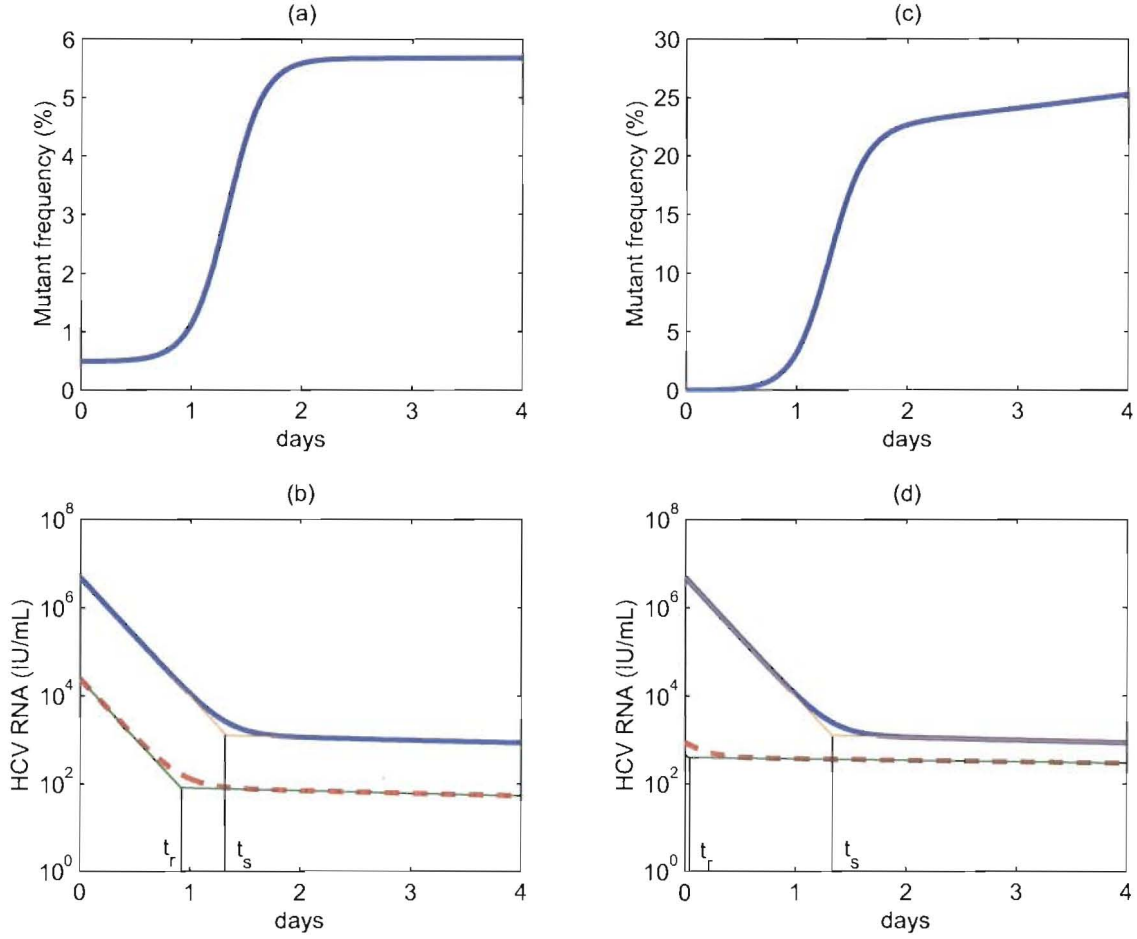 (a)
Mutant frequency (%)
6
5
4
3
2
1
0
0 1 2 3 4
days
(c)
Mutant frequency (%)
30
25
20
15
10
5
0
0 1 2 3 4
days
(b)
HCV RNA (IU/mL)
10^8
10^6
10^4
10^2
10^0
t_r t_s
0 1 2 3 4
days
(d)
HCV RNA (IU/mL)
10^8
10^6
10^4
10^2
10^0
t_r t_s
0 1 2 3 4
days